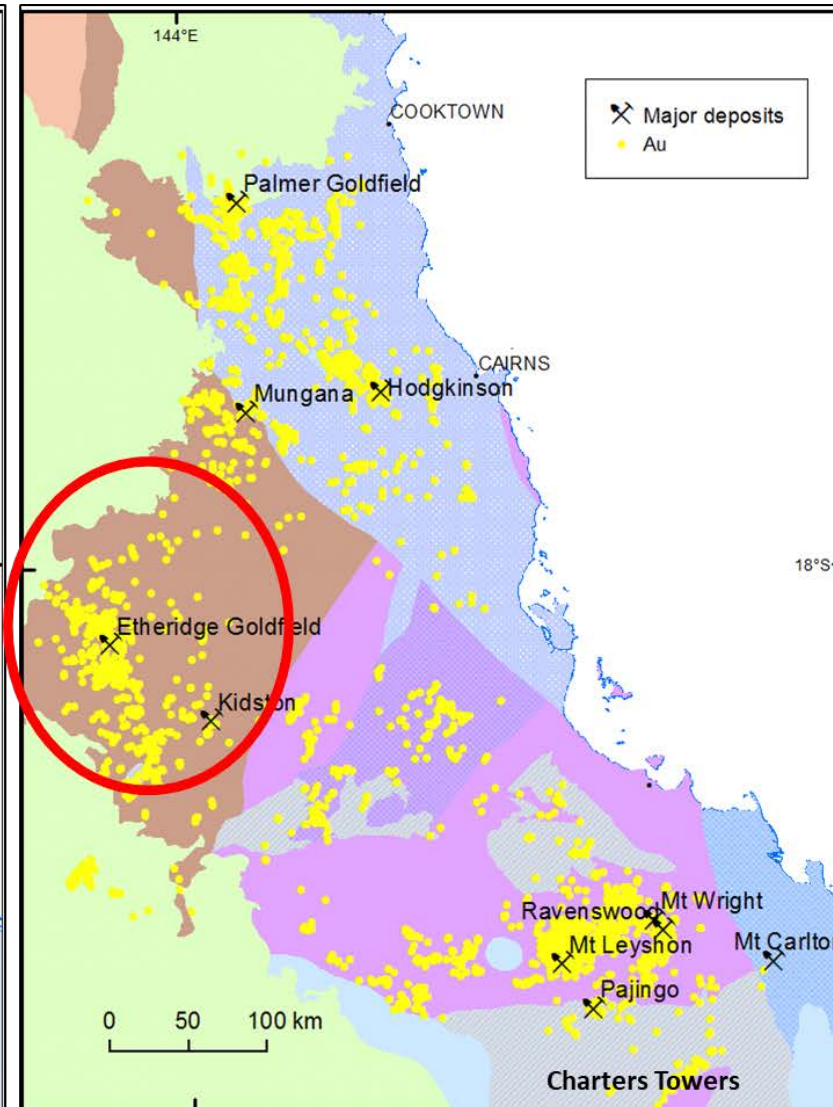 144°E
COOKTOWN
Major deposits
Au
Palmer Goldfield
CAIRNS
Mungana
Hodgkinson
18°S
Etheridge Goldfield
Kidston
Mt Wright
Ravenswood
Mt Leyshon
Mt Carlton
Pajingo
0 50 100 km
Charters Towers